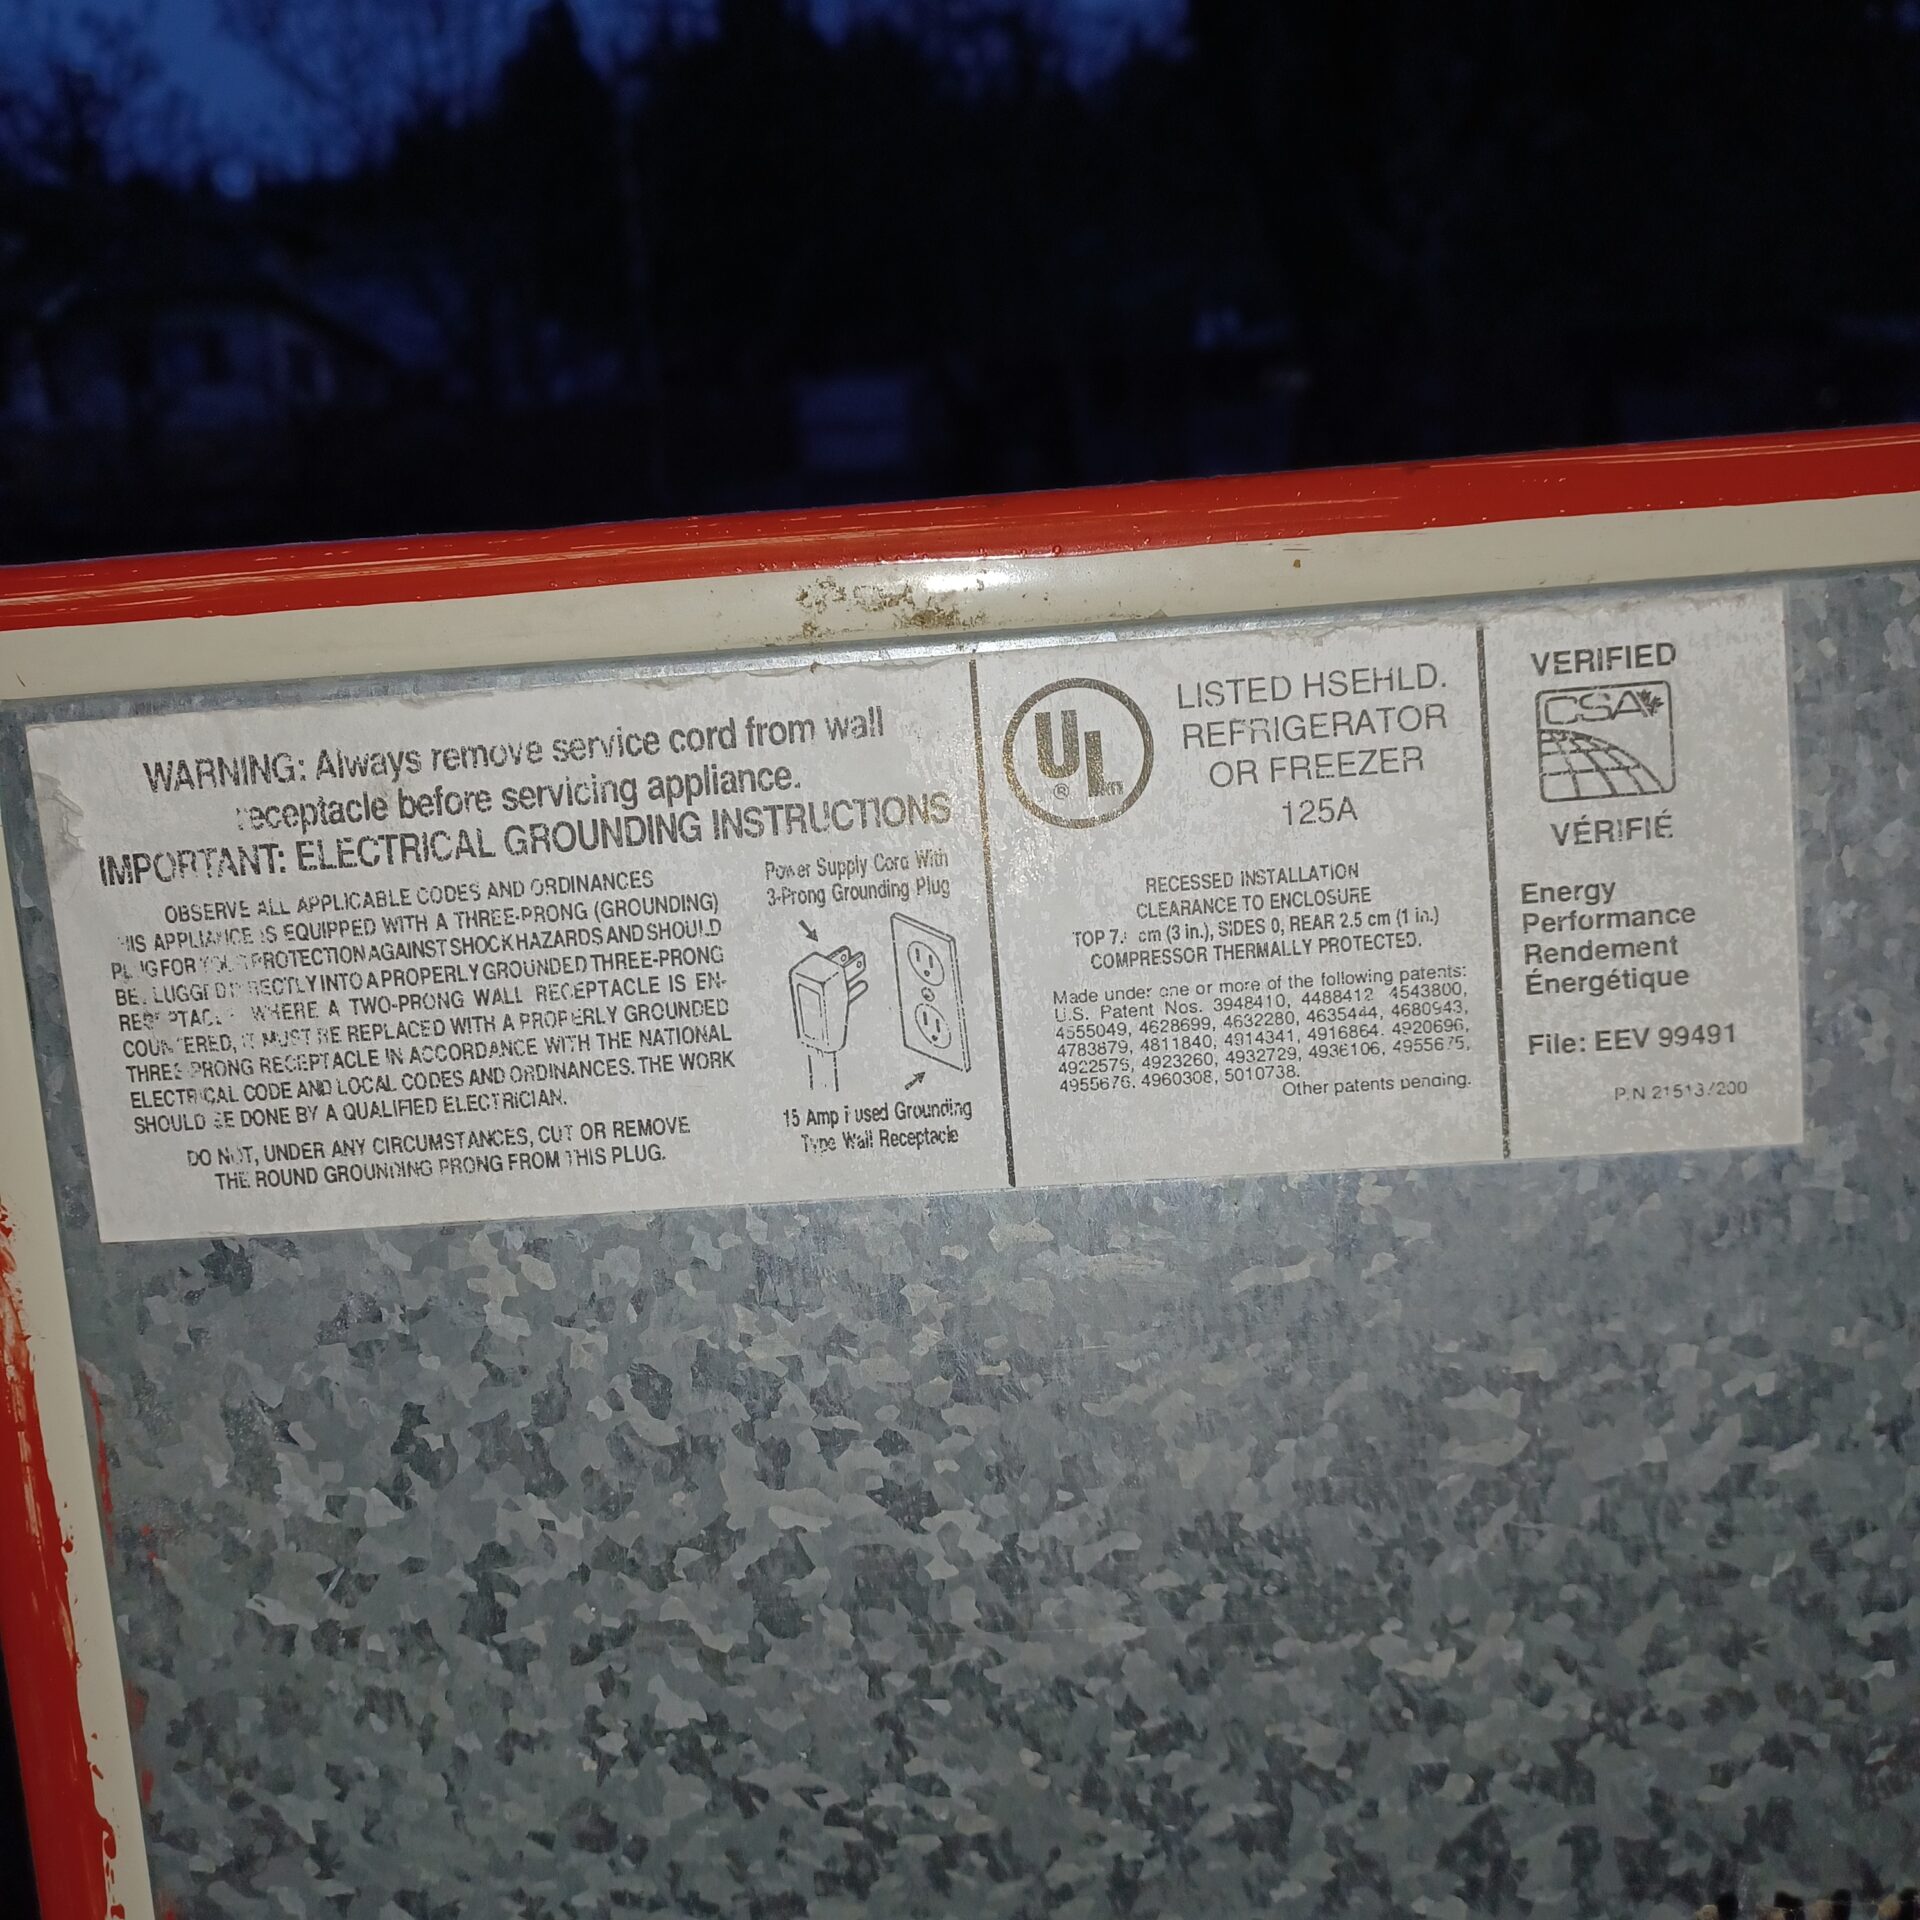 WARNING: Always remove service cord from wall
receptacle before servicing appliance.
IMPORTANT: ELECTRICAL GROUNDING INSTRUCTIONS
OBSERVE ALL APPLICABLE CODES AND ORDINANCES
APPLIANCE IS EQUIPPED WITH A THREE-PRONG (GROUNDING)
FOR PROTECTION AGAINST SHOCK HAZARDS AND SHOULD
BE INTO A PROPERLY GROUNDED THREE-PRONG
WHERE A TWO-PRONG WALL RECEPTACLE IS EN-
MUST BE REPLACED WITH A PROPERLY GROUNDED
PRONG RECEPTACLE IN ACCORDANCE WITH THE NATIONAL
ELECTRICAL CODE AND LOCAL CODES AND ORDINANCES. THE WORK
SHOULD BE DONE BY A QUALIFIED ELECTRICIAN.
DO NOT, UNDER ANY CIRCUMSTANCES, CUT OR REMOVE
THE ROUND GROUNDING PRONG FROM THIS PLUG.
Power Supply Cord With
3-Prong Grounding Plug
15 Amp Fused Grounding
Type Wall Receptacle
UL ®
LISTED HSEHLD.
REFRIGERATOR
OR FREEZER
125A
RECESSED INSTALLATION
CLEARANCE TO ENCLOSURE
TOP cm (3 in.), SIDES 0, REAR 2.5 cm (1 in.)
COMPRESSOR THERMALLY PROTECTED.
Made under one or more of the following patents:
U.S. Patent Nos. 3948410, 4488412 4543800,
4555049, 4628699, 4632280, 4635444, 4680943,
4783879, 4811840, 4914341, 4916864. 4920696,
4922576, 4923260, 4932729, 4936106, 4955675,
4955676, 4960308, 5010738.
Other patents pending.
VERIFIED
CSA
VÉRIFIÉ
Energy
Performance
Rendement
Énergétique
File: EEV 99491
P/N